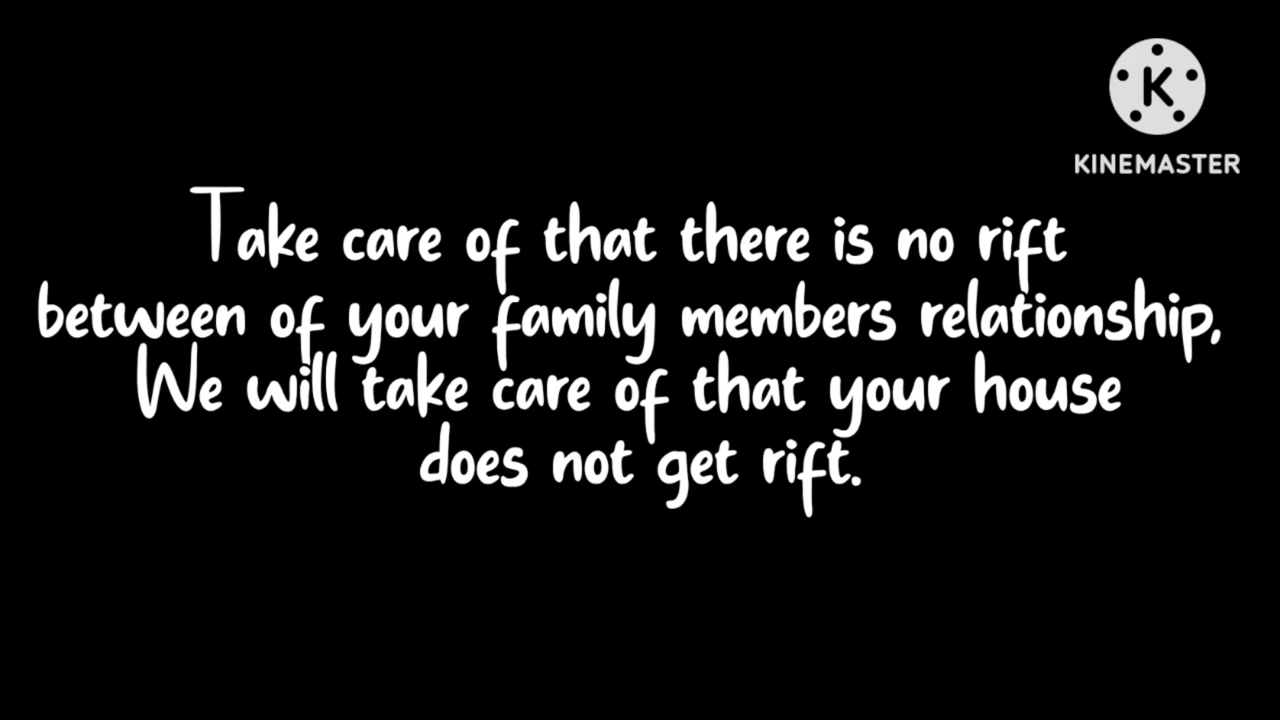 K
KINEMASTER
Take care of that there is no rift
between of your family members relationship,
We will take care of that your house
does not get rift.